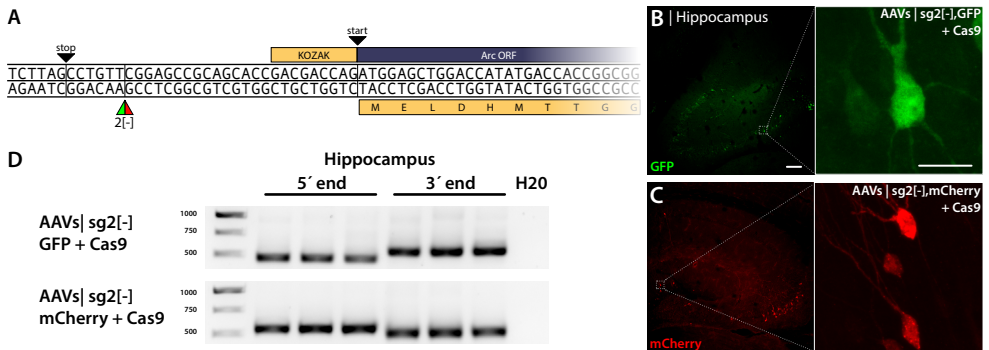 A
stop
start
KOZAK
Arc ORF
TCTTAGCCTGTTCGGAGCCGCAGCACCGACGACCAGATGGAGCTGGACCATATGACCACCGGCGG
AGAATCGGACAAGCCTCGGCGTCGTGGCTGCTGGTCTACCTCGACCTGGTATACTGGTGGCCGCC
M E L D H M T T G G
2[-]
B | Hippocampus
AAVs| sg2[-],GFP
+ Cas9
GFP
C
AAVs| sg2[-],mCherry
+ Cas9
mCherry
D
Hippocampus
5´ end
3´ end
H20
AAVs| sg2[-]
GFP + Cas9
1000
750
500
AAVs| sg2[-]
mCherry + Cas9
1000
750
500